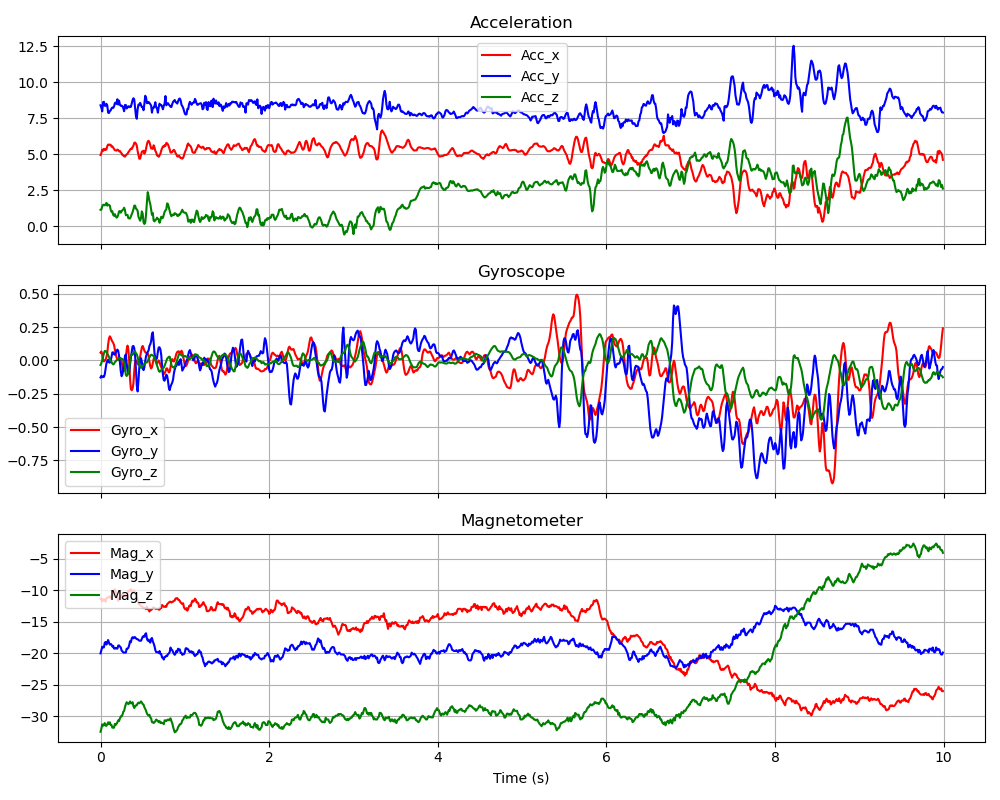 Acceleration
12.5
10.0
7.5
5.0
2.5
0.0
Acc_x
Acc_y
Acc_z
Gyroscope
0.50
0.25
0.00
−0.25
−0.50
−0.75
Gyro_x
Gyro_y
Gyro_z
Magnetometer
−5
−10
−15
−20
−25
−30
Mag_x
Mag_y
Mag_z
0 2 4 6 8 10
Time (s)